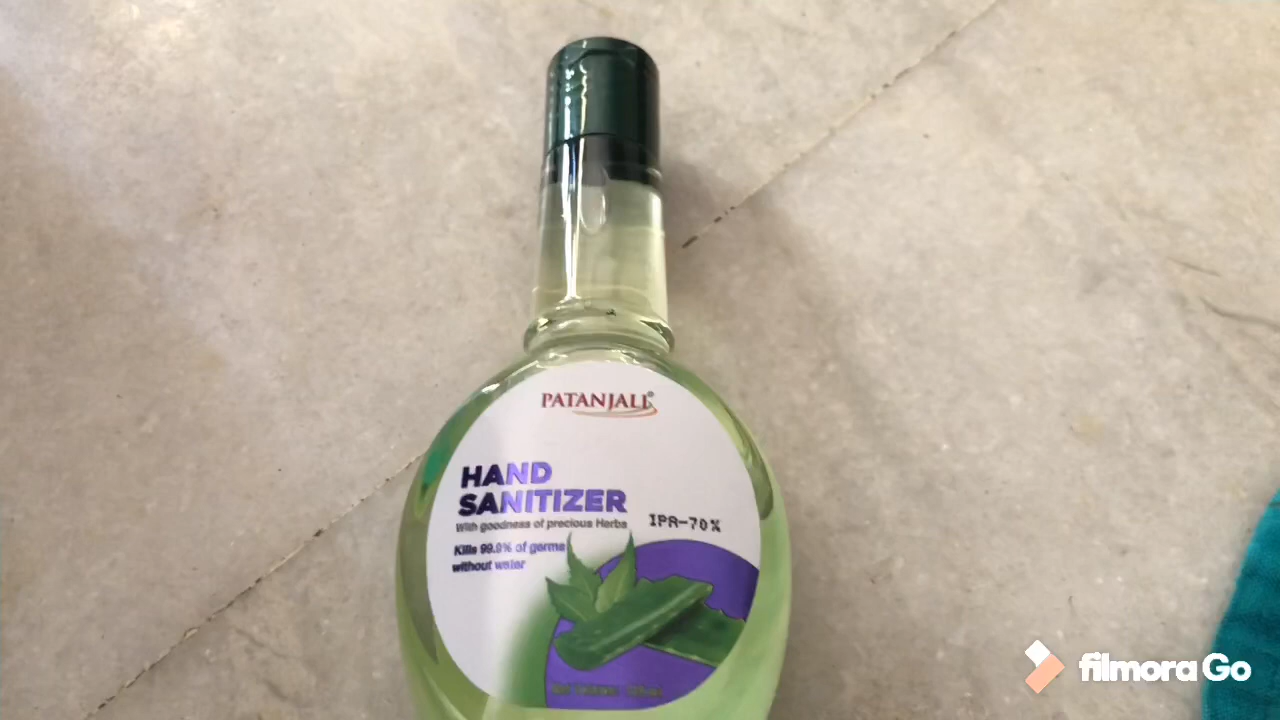 PATANJALI®
HAND
SANITIZER
With goodness of precious Herbs
IPA-70%
Kills 99.9% of germs
without water
filmora Go